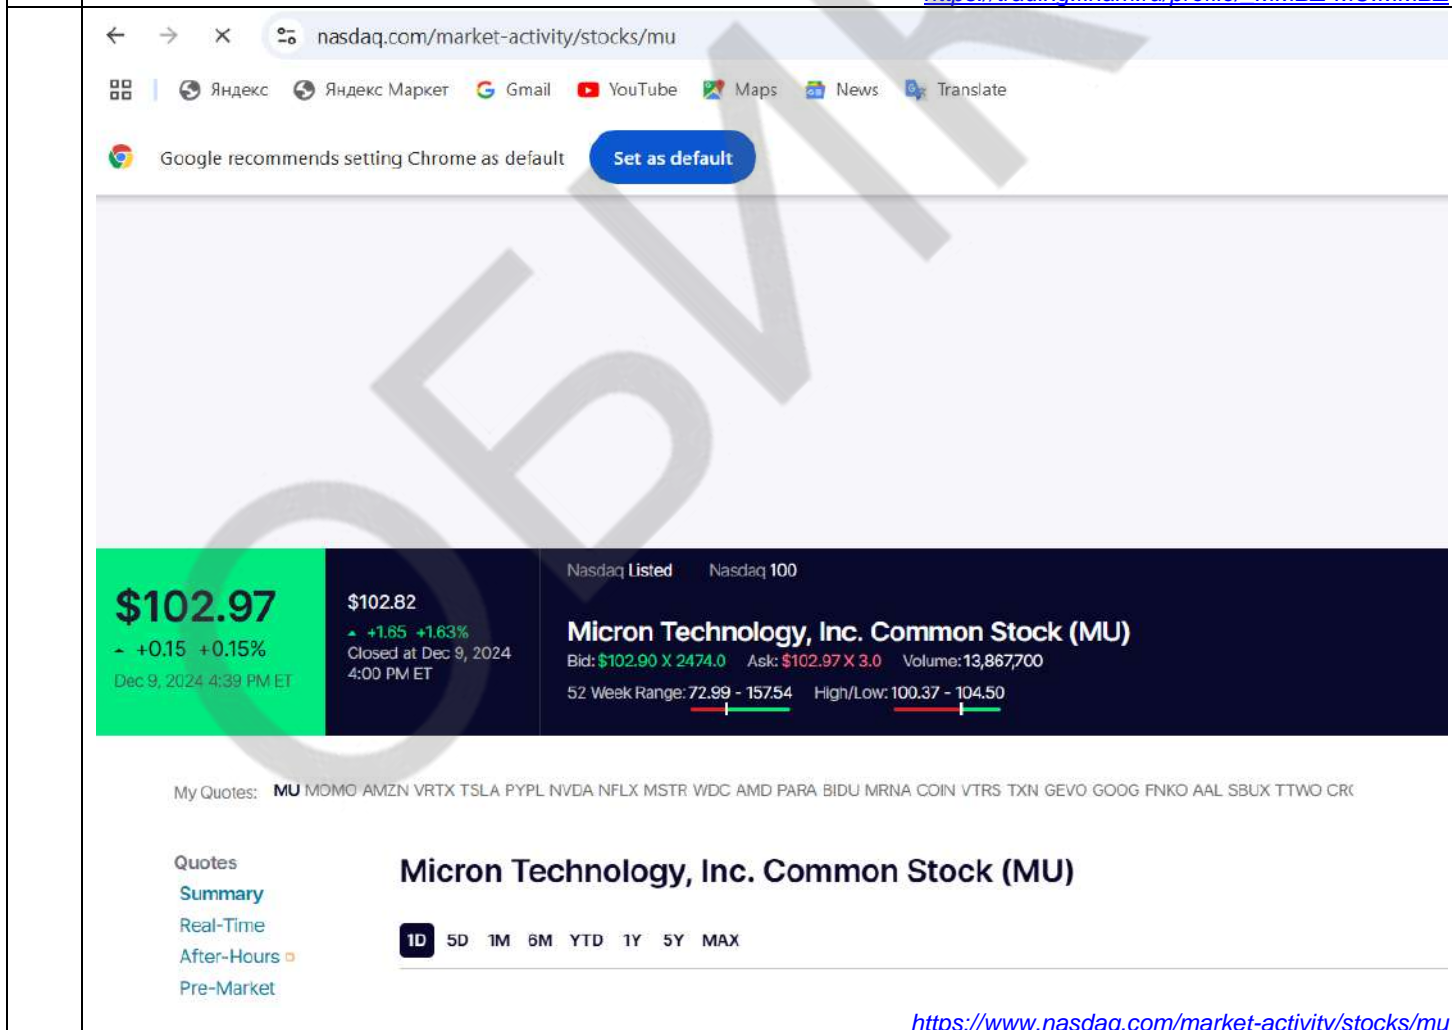 nasdaq.com/market-activity/stocks/mu
Яндекс Яндекс Маркет Gmail YouTube Maps News Translate
Google recommends setting Chrome as default Set as default
ОБИК
Nasdaq Listed Nasdaq 100
$102.97
+0.15 +0.15%
Dec 9, 2024 4:39 PM ET
$102.82
+1.65 +1.63%
Closed at Dec 9, 2024
4:00 PM ET
Micron Technology, Inc. Common Stock (MU)
Bid: $102.90 X 2474.0 Ask: $102.97 X 3.0 Volume: 13,867,700
52 Week Range: 72.99 - 157.54 High/Low: 100.37 - 104.50
My Quotes: MU MOMO AMZN VRTX TSLA PYPL NVDA NFLX MSTR WDC AMD PARA BIDU MRNA COIN VTRS TXN GEVO GOOG FNKO AAL SBUX TTWO
Quotes
Summary
Real-Time
After-Hours
Pre-Market
Micron Technology, Inc. Common Stock (MU)
1D 5D 1M 6M YTD 1Y 5Y MAX
https://www.nasdaq.com/market-activity/stocks/mu